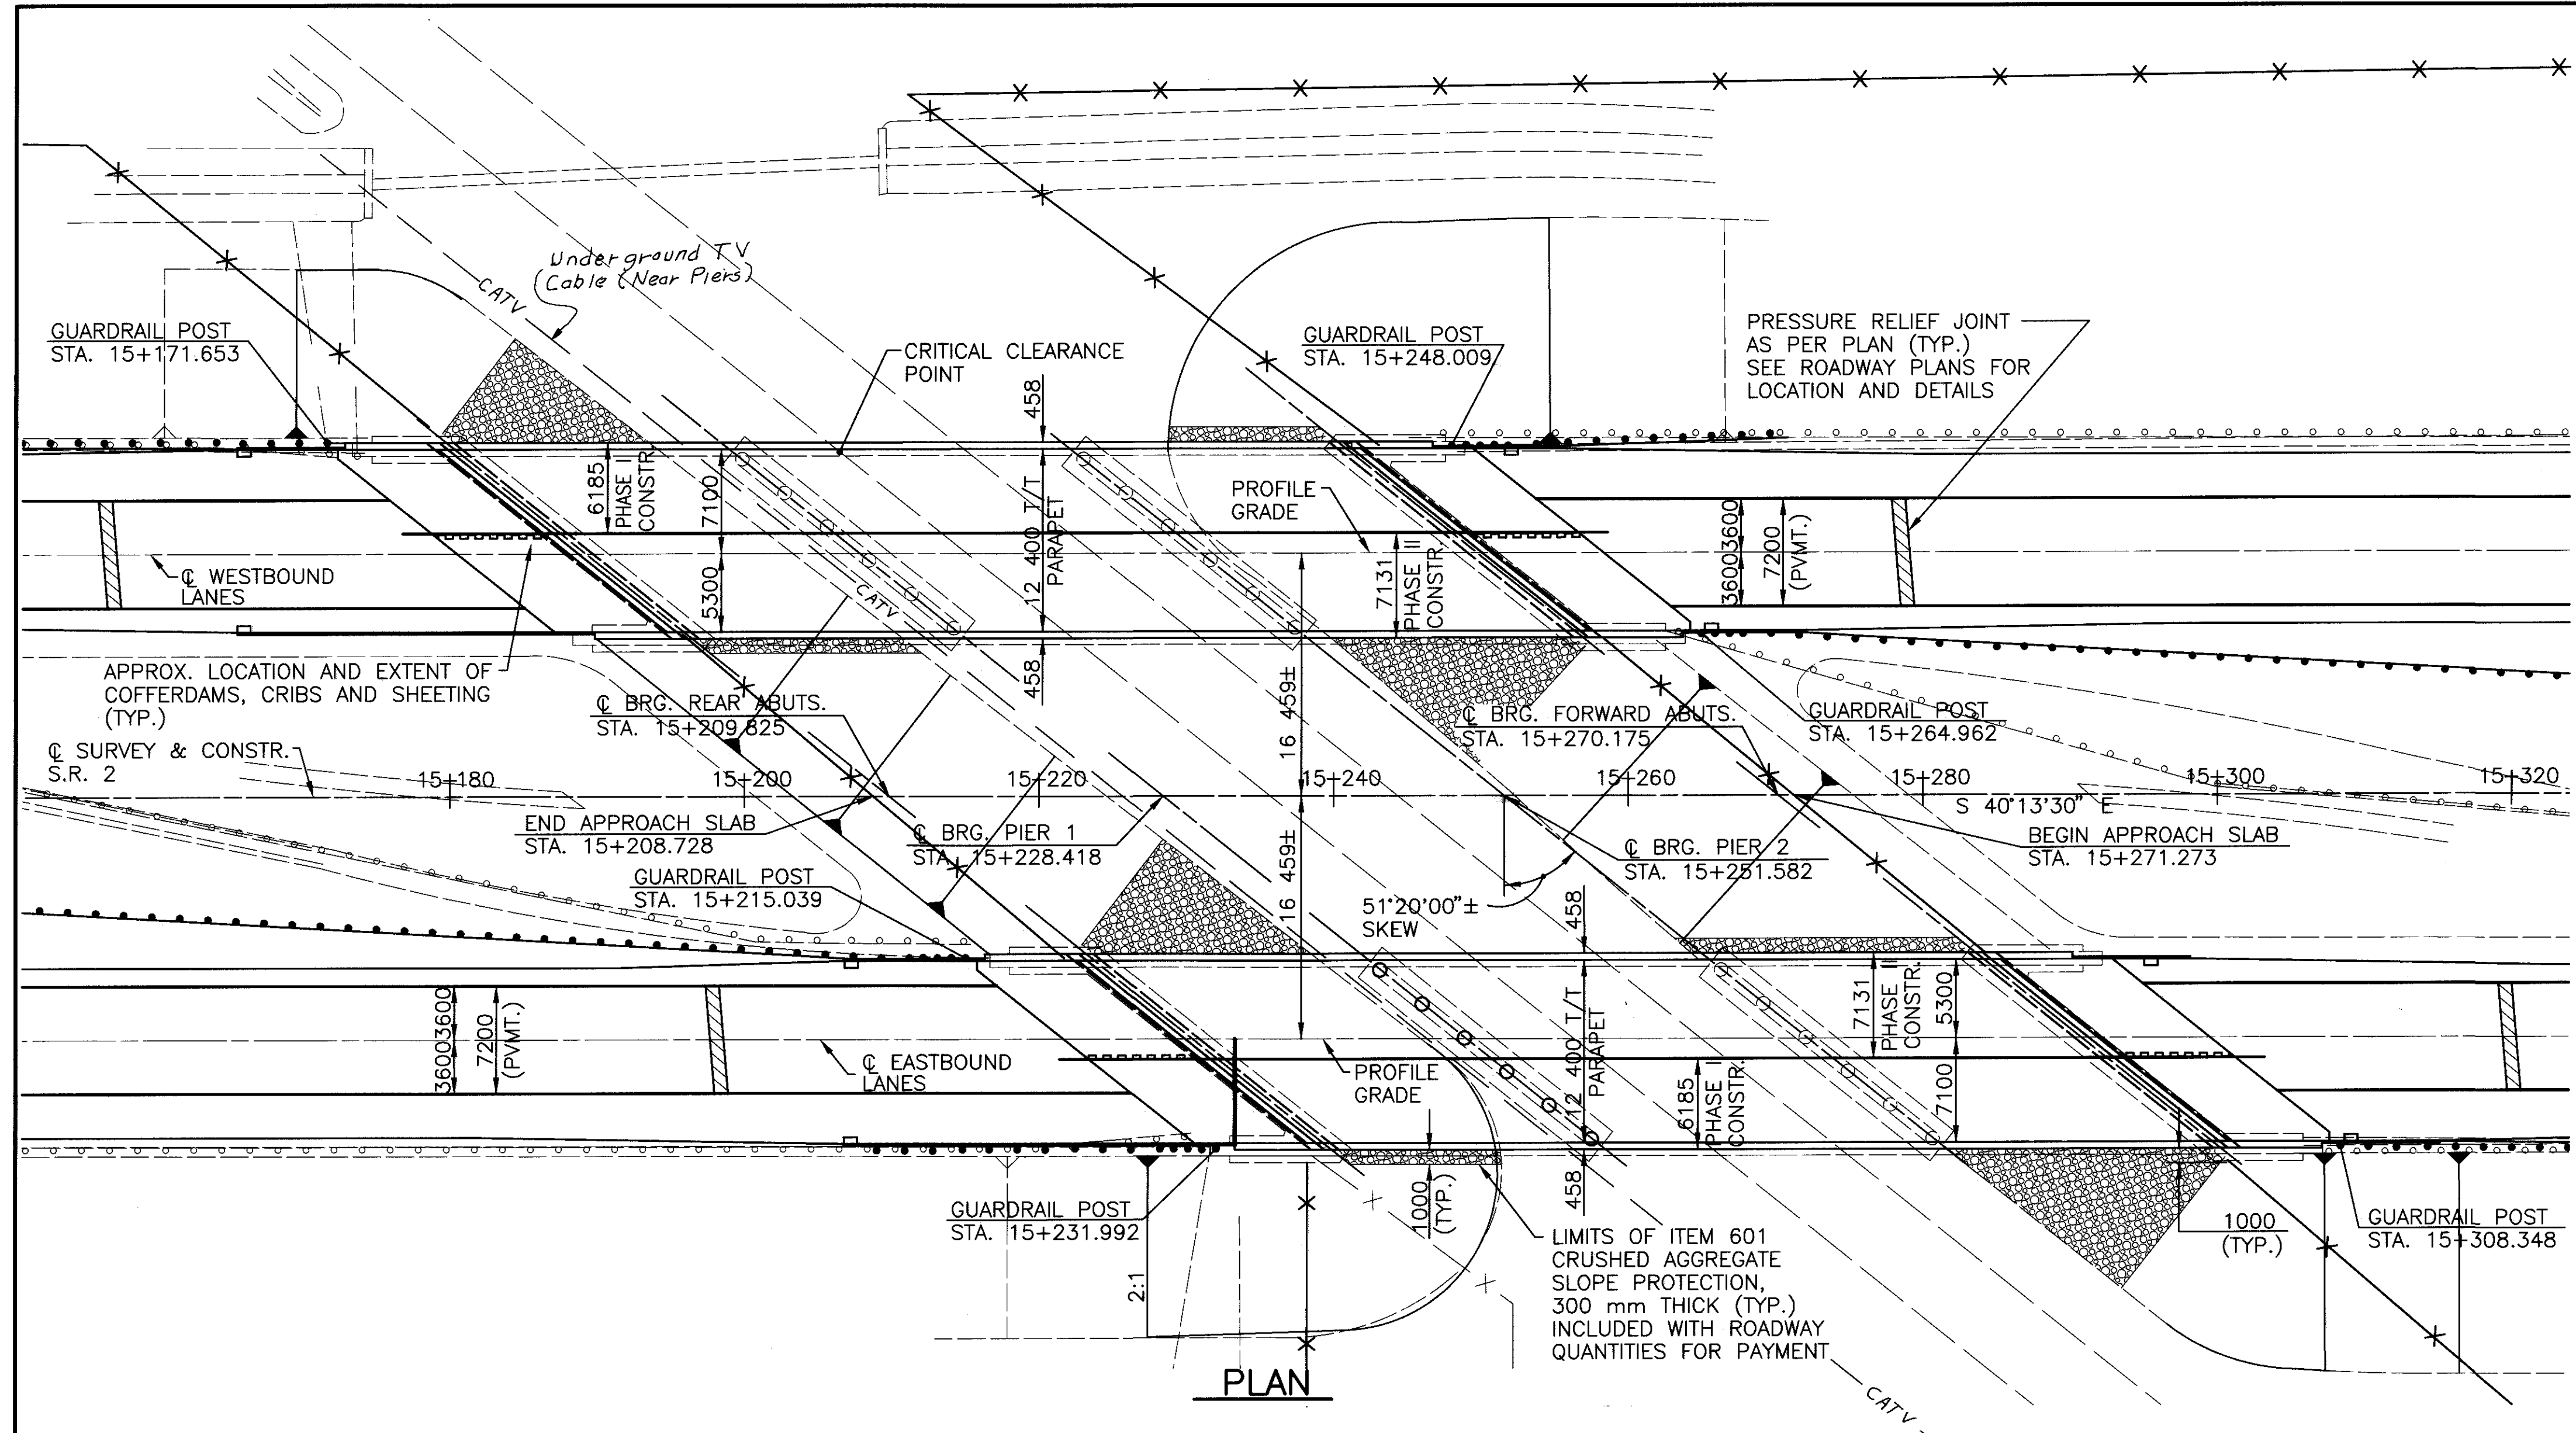 Underground TV
Cable (Near Piers)
CATV
GUARDRAIL POST
STA. 15+171.653
CRITICAL CLEARANCE
POINT
458
GUARDRAIL POST
STA. 15+248.009
PRESSURE RELIEF JOINT
AS PER PLAN (TYP.)
SEE ROADWAY PLANS FOR
LOCATION AND DETAILS
6185
PHASE I
CONSTR.
7100
5300
12 400 T/T
PARAPET
PROFILE
GRADE
7131
PHASE II
CONSTR.
3600
3600
7200
(PVMT.)
℄ WESTBOUND
LANES
CATV
458
APPROX. LOCATION AND EXTENT OF
COFFERDAMS, CRIBS AND SHEETING
(TYP.)
℄ BRG. REAR ABUTS.
STA. 15+209.825
16 459±
℄ BRG. FORWARD ABUTS.
STA. 15+270.175
GUARDRAIL POST
STA. 15+264.962
℄ SURVEY & CONSTR.
S.R. 2
15+180
15+200
15+220
15+240
15+260
15+280
15+300
15+320
S 40°13'30" E
END APPROACH SLAB
STA. 15+208.728
℄ BRG. PIER 1
STA. 15+228.418
℄ BRG. PIER 2
STA. 15+251.582
BEGIN APPROACH SLAB
STA. 15+271.273
GUARDRAIL POST
STA. 15+215.039
16 459±
51°20'00"±
SKEW
458
3600
3600
7200
(PVMT.)
℄ EASTBOUND
LANES
PROFILE
GRADE
12 400 T/T
PARAPET
6185
PHASE I
CONSTR.
7131
PHASE II
CONSTR.
5300
7100
GUARDRAIL POST
STA. 15+231.992
2:1
1000
(TYP.)
458
LIMITS OF ITEM 601
CRUSHED AGGREGATE
SLOPE PROTECTION,
300 mm THICK (TYP.)
INCLUDED WITH ROADWAY
QUANTITIES FOR PAYMENT
1000
(TYP.)
GUARDRAIL POST
STA. 15+308.348
CATV
PLAN